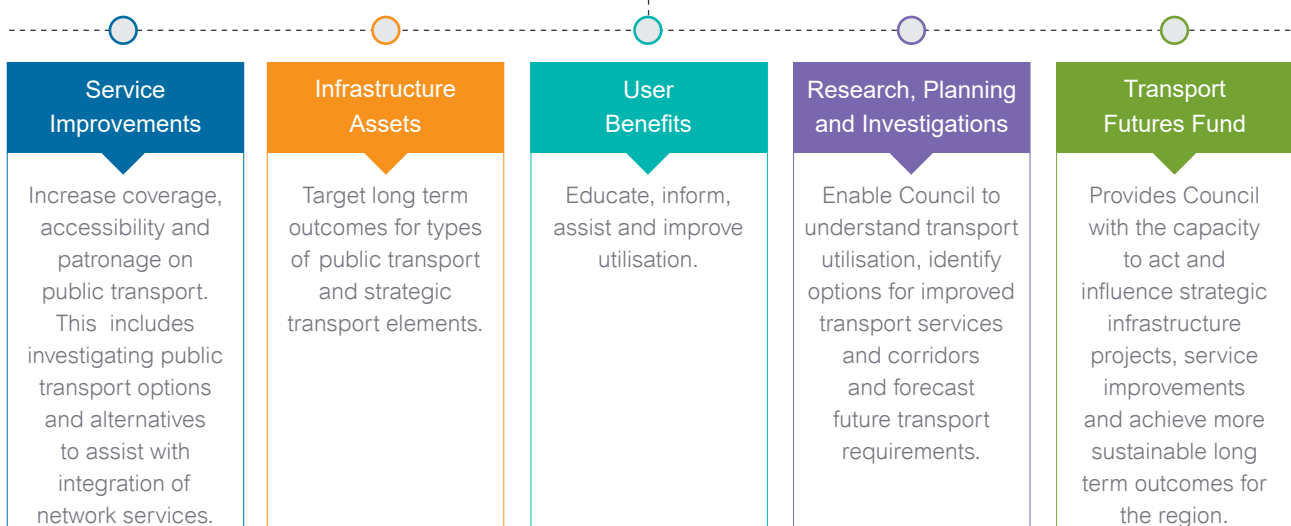 Service
Improvements
Increase coverage,
accessibility and
patronage on
public transport.
This includes
investigating public
transport options
and alternatives
to assist with
integration of
network services.
Infrastructure
Assets
Target long term
outcomes for types
of public transport
and strategic
transport elements.
User
Benefits
Educate, inform,
assist and improve
utilisation.
Research, Planning
and Investigations
Enable Council to
understand transport
utilisation, identify
options for improved
transport services
and corridors
and forecast
future transport
requirements.
Transport
Futures Fund
Provides Council
with the capacity
to act and
influence strategic
infrastructure
projects, service
improvements
and achieve more
sustainable long
term outcomes for
the region.